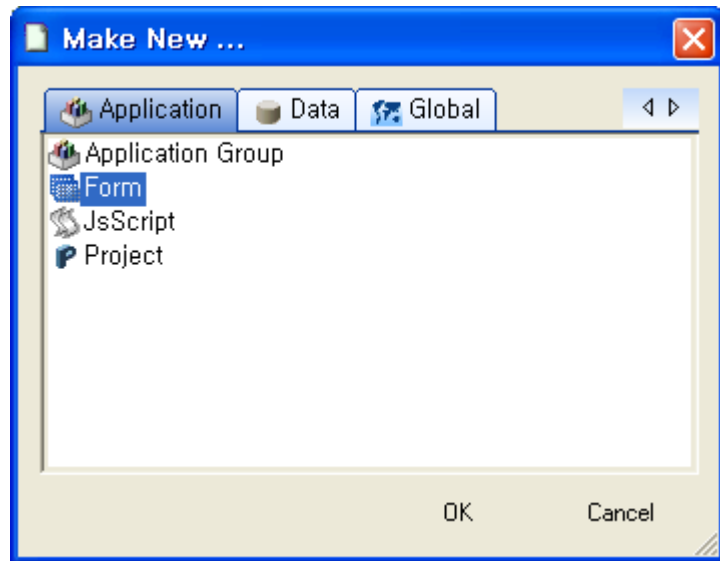 Make New ...
Application Data Global
Application Group
Form
JsScript
Project
OK Cancel